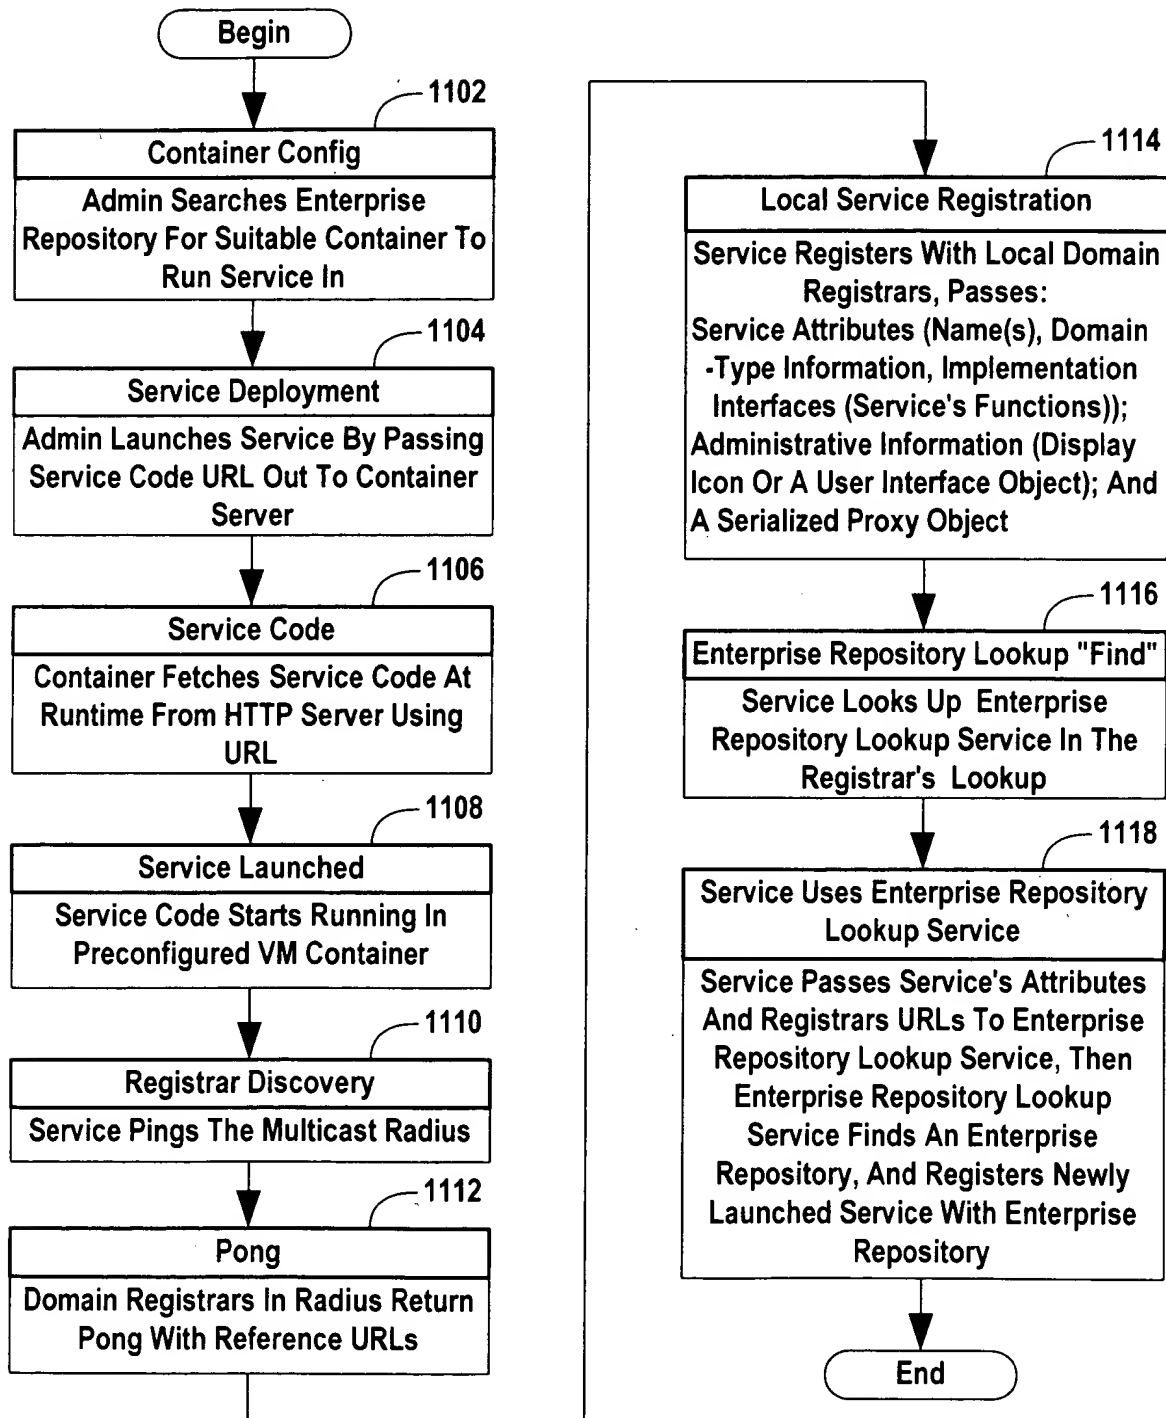 Begin
1102
Container Config
Admin Searches Enterprise
Repository For Suitable Container To
Run Service In
1104
Service Deployment
Admin Launches Service By Passing
Service Code URL Out To Container
Server
1106
Service Code
Container Fetches Service Code At
Runtime From HTTP Server Using
URL
1108
Service Launched
Service Code Starts Running In
Preconfigured VM Container
1110
Registrar Discovery
Service Pings The Multicast Radius
1112
Pong
Domain Registrars In Radius Return
Pong With Reference URLs
1114
Local Service Registration
Service Registers With Local Domain
Registrars, Passes:
Service Attributes (Name(s), Domain
-Type Information, Implementation
Interfaces (Service's Functions));
Administrative Information (Display
Icon Or A User Interface Object); And
A Serialized Proxy Object
1116
Enterprise Repository Lookup "Find"
Service Looks Up Enterprise
Repository Lookup Service In The
Registrar's Lookup
1118
Service Uses Enterprise Repository
Lookup Service
Service Passes Service's Attributes
And Registrars URLs To Enterprise
Repository Lookup Service, Then
Enterprise Repository Lookup
Service Finds An Enterprise
Repository, And Registers Newly
Launched Service With Enterprise
Repository
End